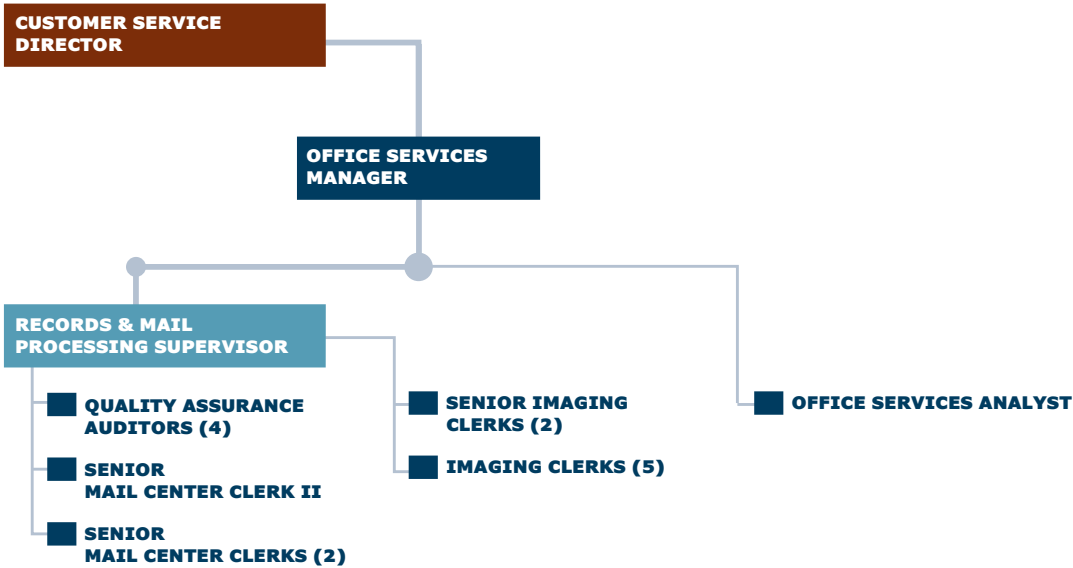 CUSTOMER SERVICE
DIRECTOR
OFFICE SERVICES
MANAGER
RECORDS & MAIL
PROCESSING SUPERVISOR
QUALITY ASSURANCE
AUDITORS (4)
SENIOR
MAIL CENTER CLERK II
SENIOR
MAIL CENTER CLERKS (2)
SENIOR IMAGING
CLERKS (2)
IMAGING CLERKS (5)
OFFICE SERVICES ANALYST